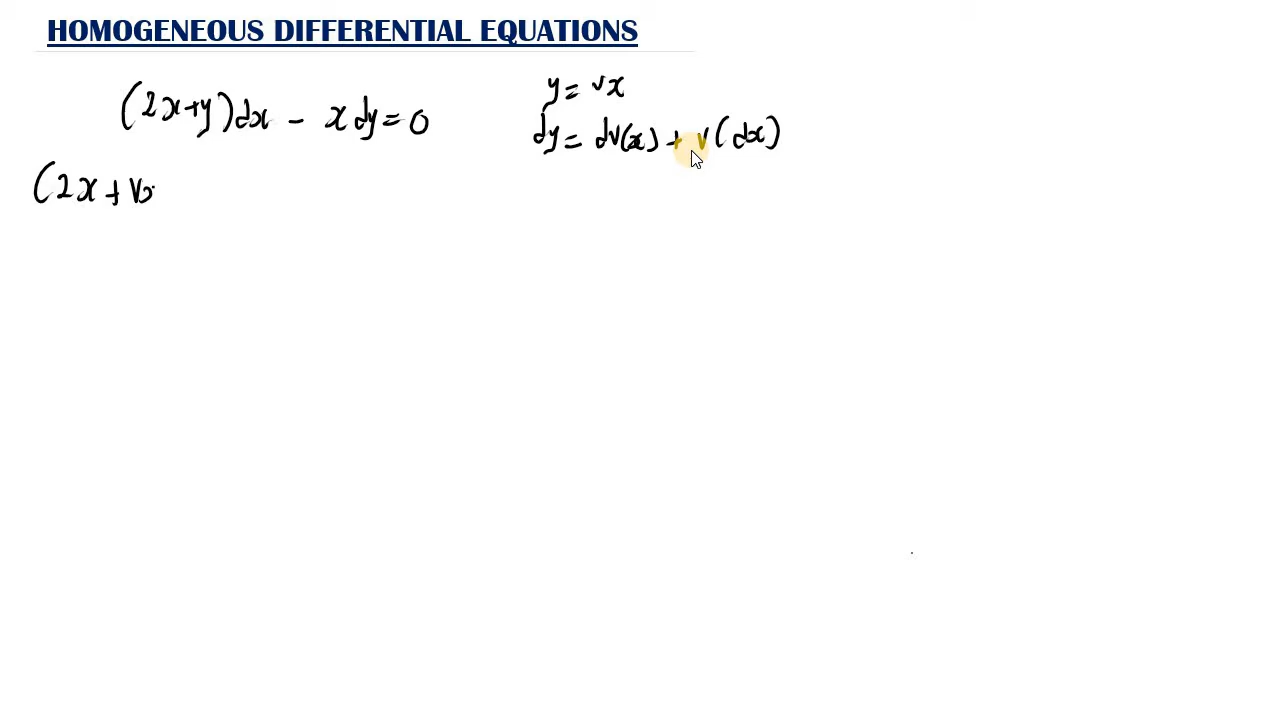 HOMOGENEOUS DIFFERENTIAL EQUATIONS
(2x+y)dx - x dy = 0
y = vx
dy = dv(x) + v(dx)
(2x + vx